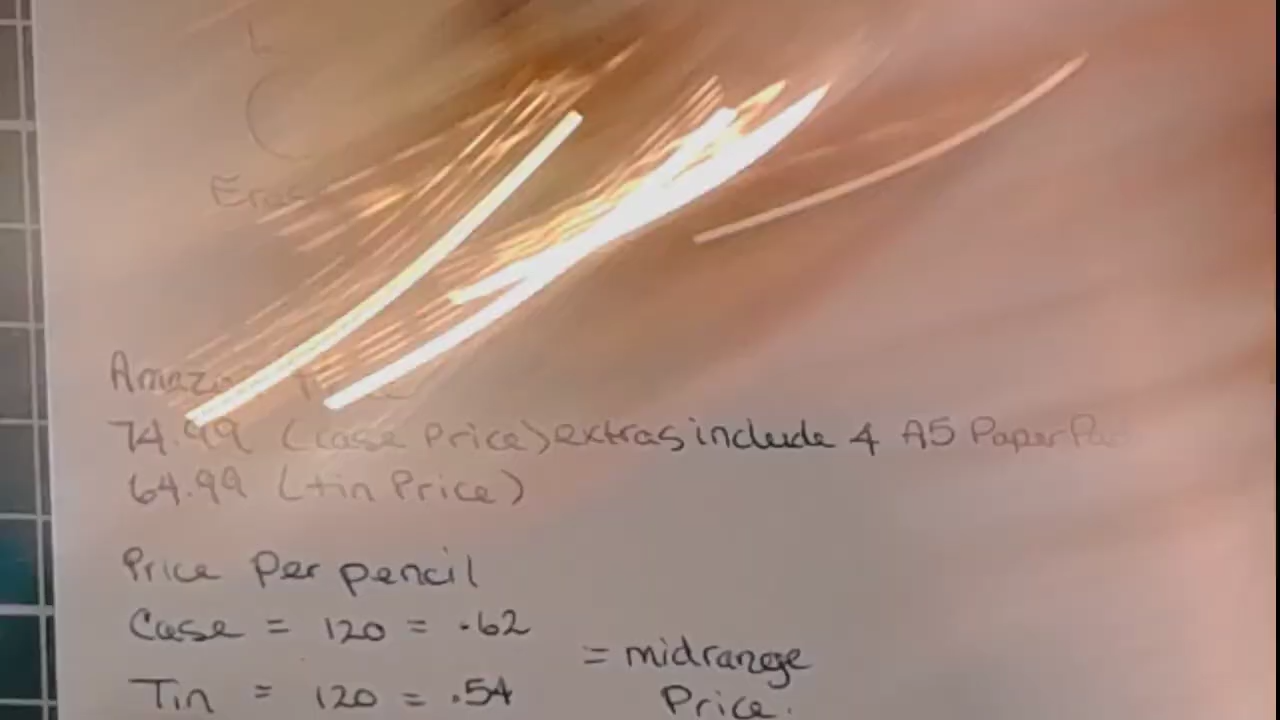 74.99 (case Price) extras include 4 A5 Paper
64.99 (tin Price)
Price Per pencil
Case = 120 = .62
= midrange
Tin = 120 = .54
Price.